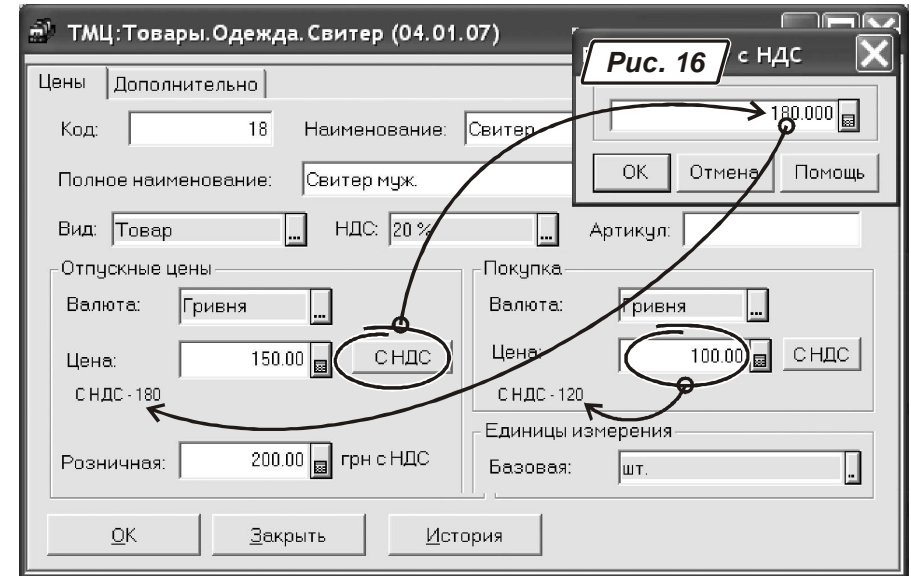 ТМЦ:Товары.Одежда.Свитер (04.01.07)
Рис. 16
с НДС
180.000
ОК Отмена Помощь
Цены Дополнительно
Код: 18 Наименование: Свитер
Полное наименование: Свитер муж.
Вид: Товар ... НДС: 20 % ... Артикул:
Отпускные цены
Валюта: Гривня ...
Цена: 150.00 С НДС
С НДС - 180
Розничная: 200.00 грн с НДС
Покупка
Валюта: Гривня ...
Цена: 100.00 С НДС
С НДС - 120
Единицы измерения
Базовая: шт. ..
ОК Закрыть История